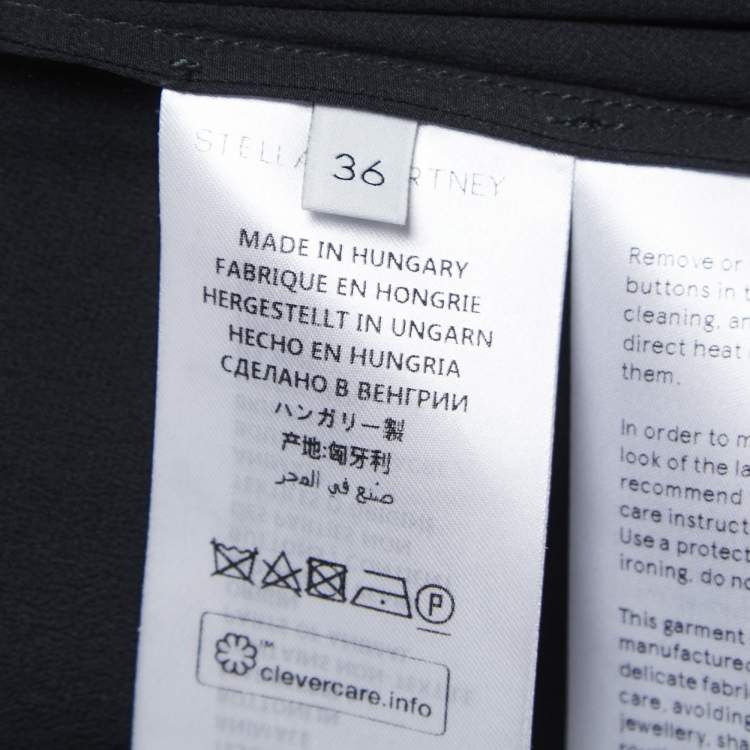 STELLA
RTNEY
36
MADE IN HUNGARY
FABRIQUE EN HONGRIE
HERGESTELLT IN UNGARN
HECHO EN HUNGRIA
СДЕЛАНО В ВЕНГРИИ
ハンガリー製
产地:匈牙利
صنع في المجر
P
clevercare.info
TM
Remove or
buttons in
cleaning, an
direct heat
them.
In order to m
look of the la
recommend
care instruct
Use a protect
ironing, do no
This garment
manufactured
delicate fabri
care, avoiding
jewellery, sha